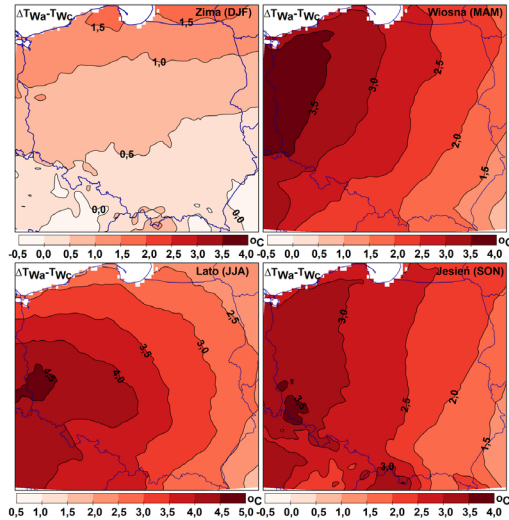 ΔTWa-TWc Zima (DJF)
1,5
1,5
1,0
0,5
0,0
0,0
-0,5 0,0 0,5 1,0 1,5 2,0 2,5 3,0 3,5 4,0 °C
ΔTWa-TWc Wiosna (MAM)
2,5
3,0
3,5
2,0
1,5
-0,5 0,0 0,5 1,0 1,5 2,0 2,5 3,0 3,5 4,0 °C
ΔTWa-TWc Lato (JJA)
2,5
3,0
3,5
4,0
4,5
0,5 1,0 1,5 2,0 2,5 3,0 3,5 4,0 4,5 5,0 °C
ΔTWa-TWc Jesień (SON)
3,0
3,5
2,5
2,0
1,5
3,0
-0,5 0,0 0,5 1,0 1,5 2,0 2,5 3,0 3,5 4,0 °C